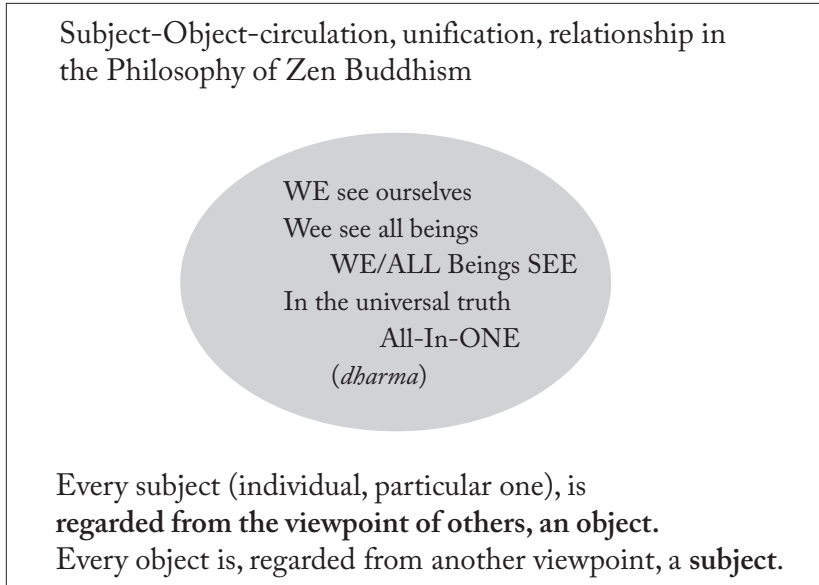 Subject-Object-circulation, unification, relationship in
the Philosophy of Zen Buddhism
WE see ourselves
Wee see all beings
WE/ALL Beings SEE
In the universal truth
All-In-ONE
(dharma)
Every subject (individual, particular one), is
regarded from the viewpoint of others, an object.
Every object is, regarded from another viewpoint, a subject.